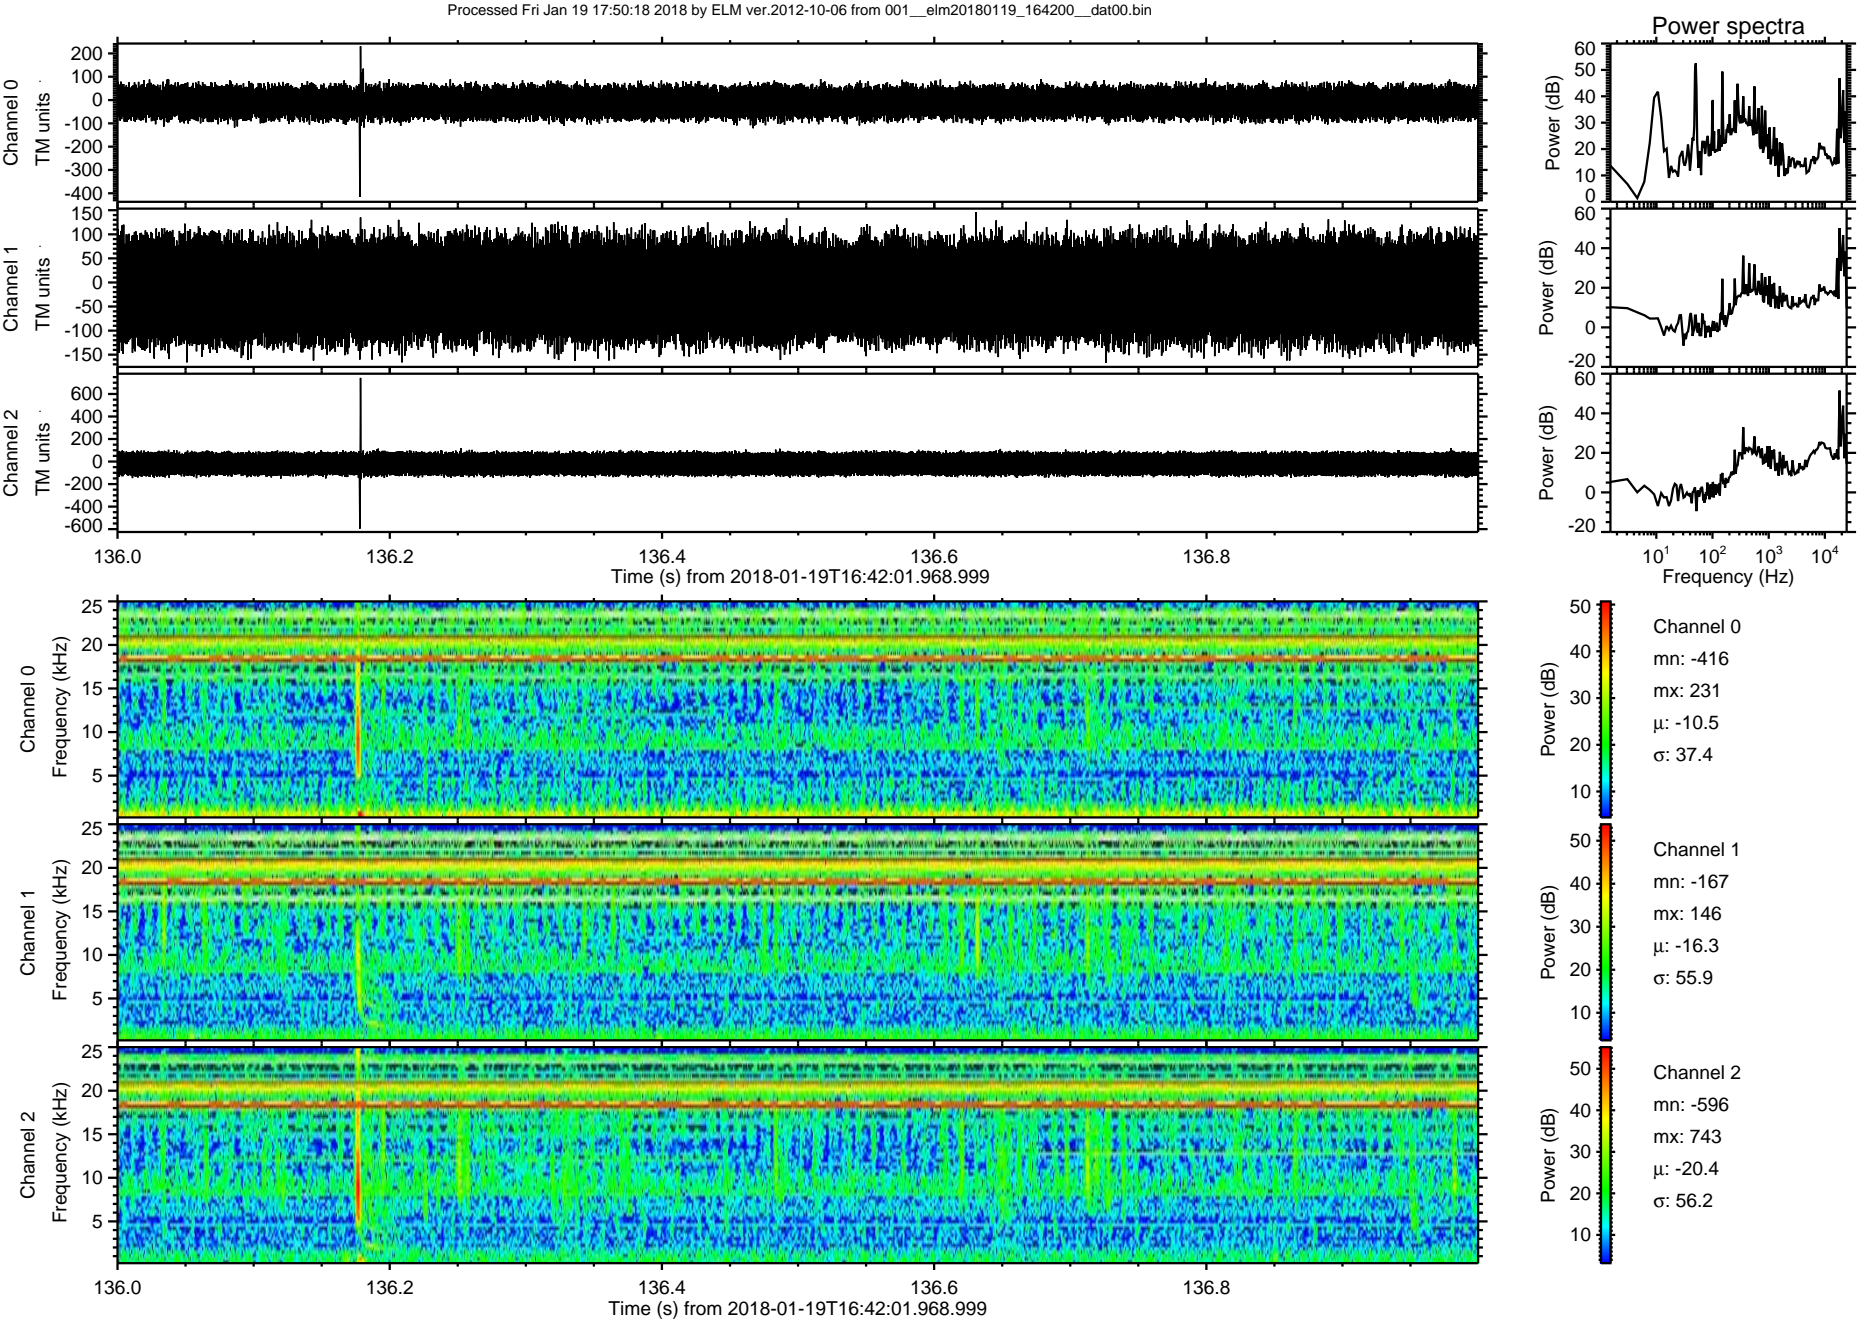 Processed Fri Jan 19 17:50:18 2018 by ELM ver.2012-10-06 from 001__elm20180119_164200__dat00.bin
Power spectra
Channel 0
TM units
200
100
0
-100
-200
-300
-400
Power (dB)
60
50
40
30
20
10
0
Channel 1
TM units
150
100
50
0
-50
-100
-150
Power (dB)
60
40
20
0
-20
Channel 2
TM units
600
400
200
0
-200
-400
-600
Power (dB)
60
40
20
0
-20
136.0 136.2 136.4 136.6 136.8
Time (s) from 2018-01-19T16:42:01.968.999
10¹ 10² 10³ 10⁴
Frequency (Hz)
Channel 0
Frequency (kHz)
25
20
15
10
5
Power (dB)
50
40
30
20
10
Channel 0
mn: -416
mx: 231
μ: -10.5
σ: 37.4
Channel 1
Frequency (kHz)
25
20
15
10
5
Power (dB)
50
40
30
20
10
Channel 1
mn: -167
mx: 146
μ: -16.3
σ: 55.9
Channel 2
Frequency (kHz)
25
20
15
10
5
Power (dB)
50
40
30
20
10
Channel 2
mn: -596
mx: 743
μ: -20.4
σ: 56.2
136.0 136.2 136.4 136.6 136.8
Time (s) from 2018-01-19T16:42:01.968.999